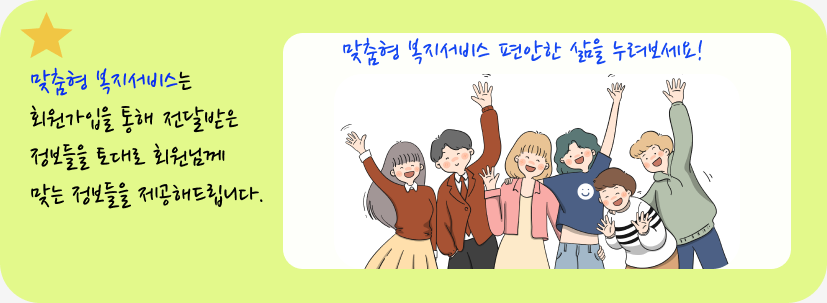 맞춤형 복지서비스는
회원가입을 통해 전달받은
정보들을 토대로 회원님께
맞는 정보들을 제공해드립니다.
맞춤형 복지서비스 편안한 삶을 누려보세요!